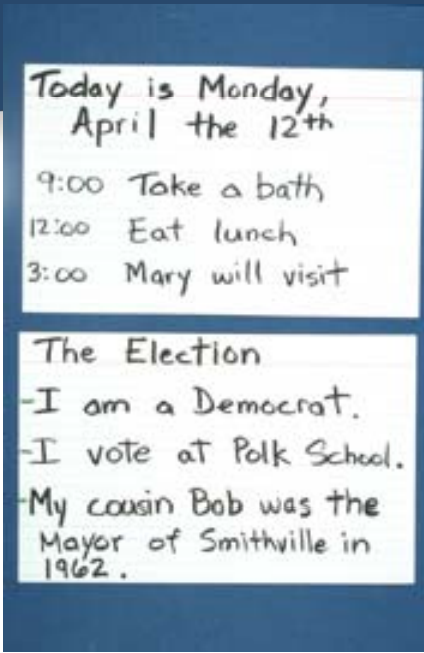 Today is Monday,
April the 12th
9:00 Take a bath
12:00 Eat lunch
3:00 Mary will visit
The Election
-I am a Democrat.
-I vote at Polk School.
-My cousin Bob was the
Mayor of Smithville in
1962.